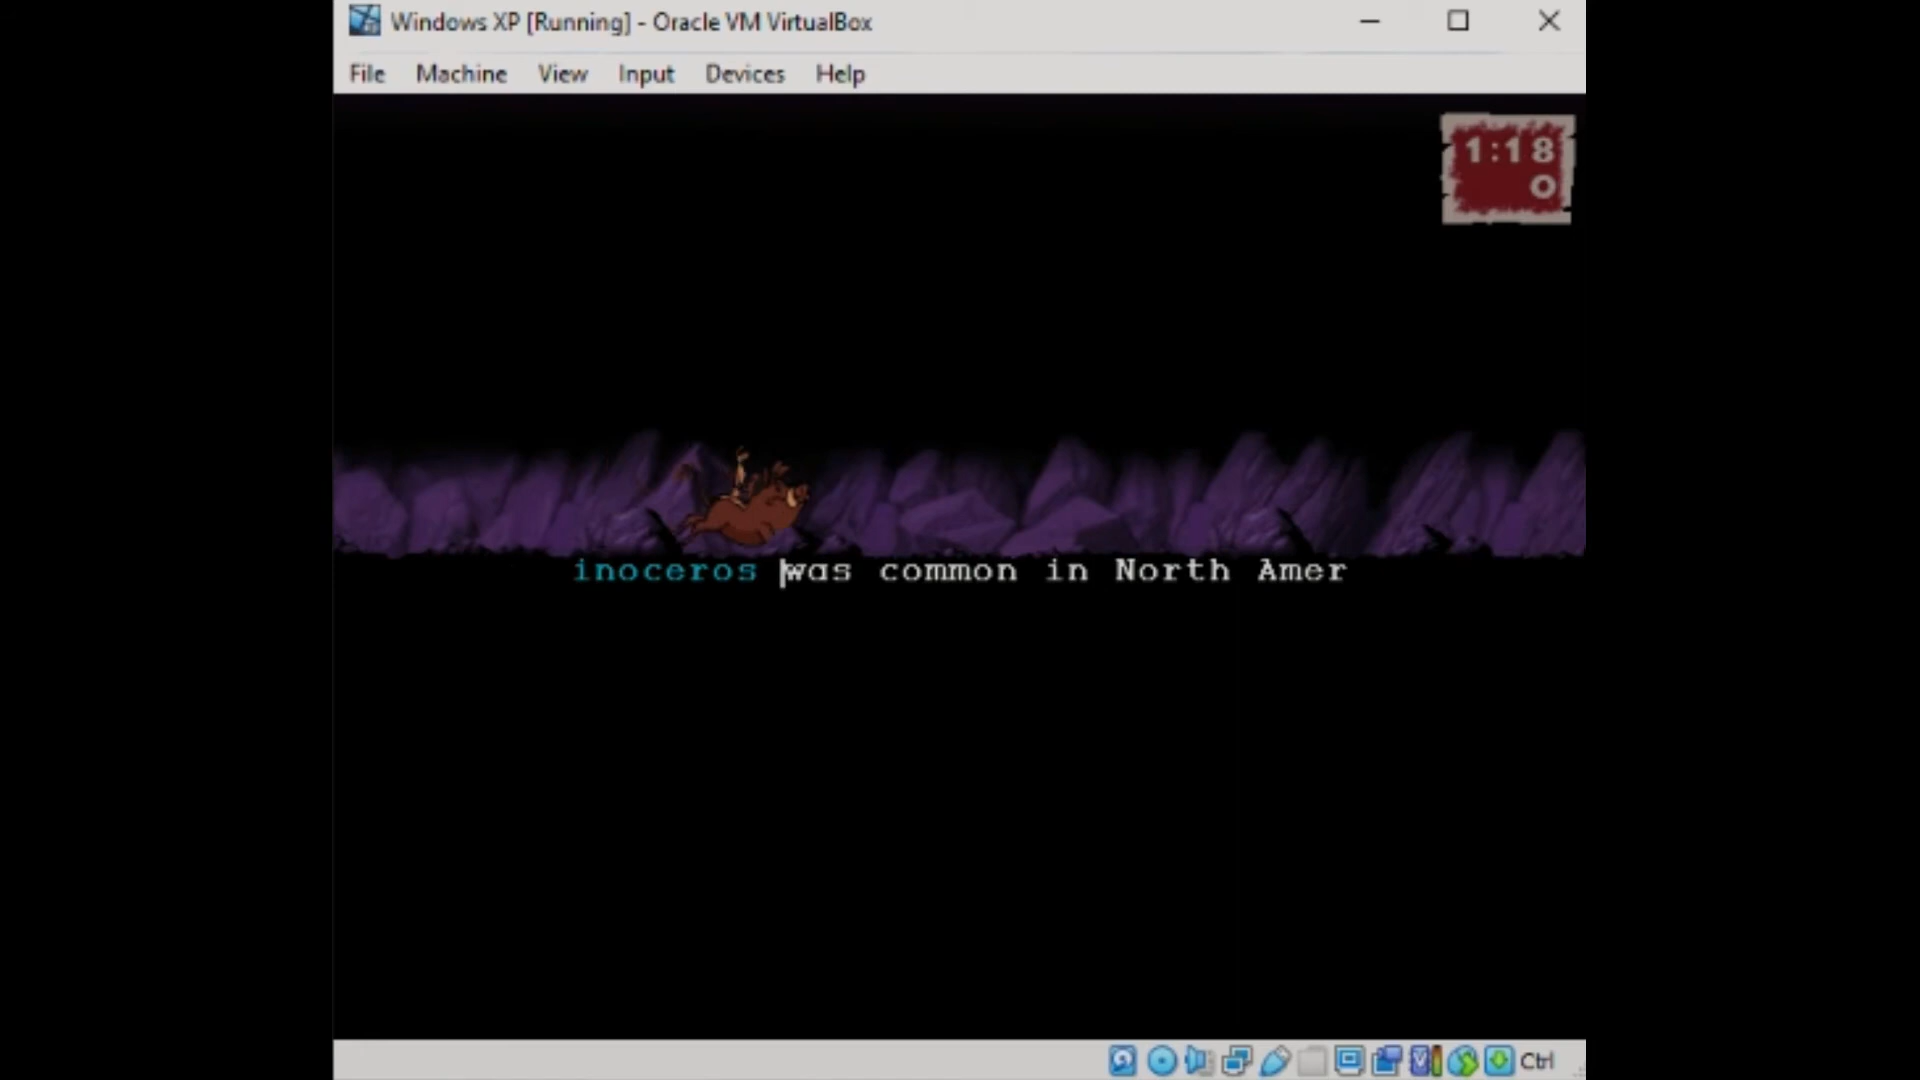 Windows XP [Running] - Oracle VM VirtualBox
File Machine View Input Devices Help
1:18
0
inoceros was common in North Amer
Ctrl